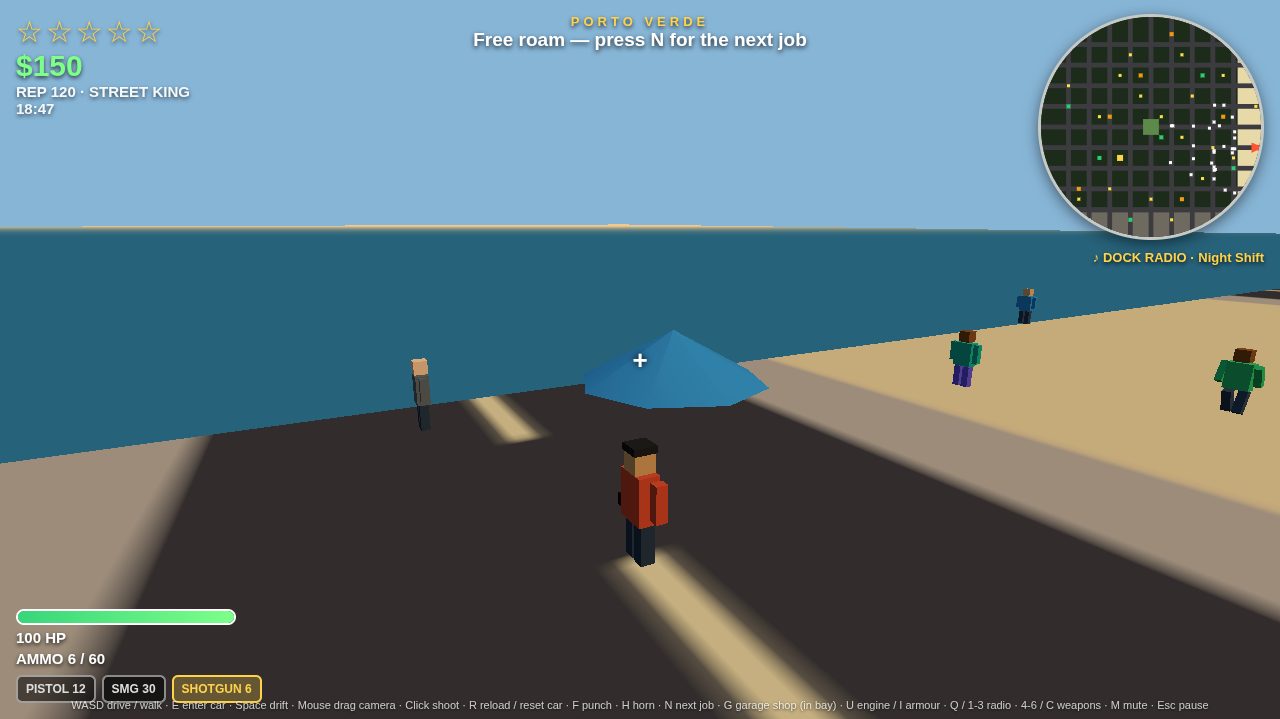 ☆☆☆☆☆
$150
REP 120 · STREET KING
18:47
PORTO VERDE
Free roam — press N for the next job
♪ DOCK RADIO · Night Shift
100 HP
AMMO 6 / 60
PISTOL 12 SMG 30 SHOTGUN 6
WASD drive / walk · E enter car · Space drift · Mouse drag camera · Click shoot · R reload / reset car · F punch · H horn · N next job · G garage shop (in bay) · U engine / I armour · Q / 1-3 radio · 4-6 / C weapons · M mute · Esc pause